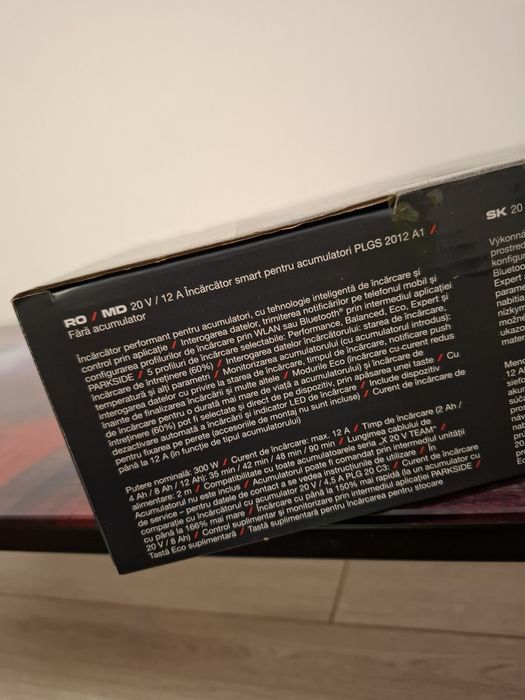 RO / MD 20 V / 12 A Încărcător smart pentru acumulatori PLGS 2012 A1 /
Fără acumulator
Încărcător performant pentru acumulatori, cu tehnologie inteligentă de încărcare și
control prin aplicație / Interogarea datelor, trimiterea notificărilor pe telefonul mobil și
configurarea profilurilor de încărcare prin WLAN sau Bluetooth® prin intermediul aplicației
PARKSIDE / 5 profiluri de încărcare selectabile: Performance, Balanced, Eco, Expert și
încărcare de întreținere (60%) / Interogarea datelor încărcătorului: starea de încărcare,
temperatură și alți parametri / Monitorizarea acumulatorului (cu acumulatorul introdus):
interogarea datelor cu privire la starea de încărcare, timpul de încărcare, notificare push
înainte de finalizarea încărcării și multe altele / Modurile Eco (încărcare cu curent redus
de încărcare pentru o durată mai mare de viață a acumulatorului) și încărcare de
întreținere (60%) pot fi selectate și direct pe dispozitiv, prin apăsarea unei taste / Cu
dezactivare automată a încărcării și indicator LED de încărcare / Include dispozitiv
pentru fixarea pe perete (accesoriile de montaj nu sunt incluse) / Curent de încărcare de
până la 12 A (în funcție de tipul acumulatorului)
Putere nominală: 300 W / Curent de încărcare: max. 12 A / Timp de încărcare (2 Ah /
4 Ah / 8 Ah / 12 Ah): 35 min / 42 min / 48 min / 90 min / Lungimea cablului de
alimentare: 2 m / Compatibilitate cu toate acumulatoarele seria „X 20 V TEAM" /
Acumulatorul nu este inclus / Acumulatorul poate fi comandat prin intermediul unității
de service – pentru datele de contact a se vedea instrucțiunile de utilizare / În
comparație cu încărcătorul cu acumulator 20 V / 4,5 A PLG 20 C3: / Curent de încărcare
cu până la 166% mai mare / Încărcare cu până la 150% mai rapidă (la un acumulator cu
20 V / 8 Ah) / Control suplimentar și monitorizare prin intermediul aplicației PARKSIDE /
Tastă Eco suplimentară / Tastă suplimentară pentru încărcarea pentru stocare
SK 20
Výkonná
prostred
konfigu
Bluetoo
Expert